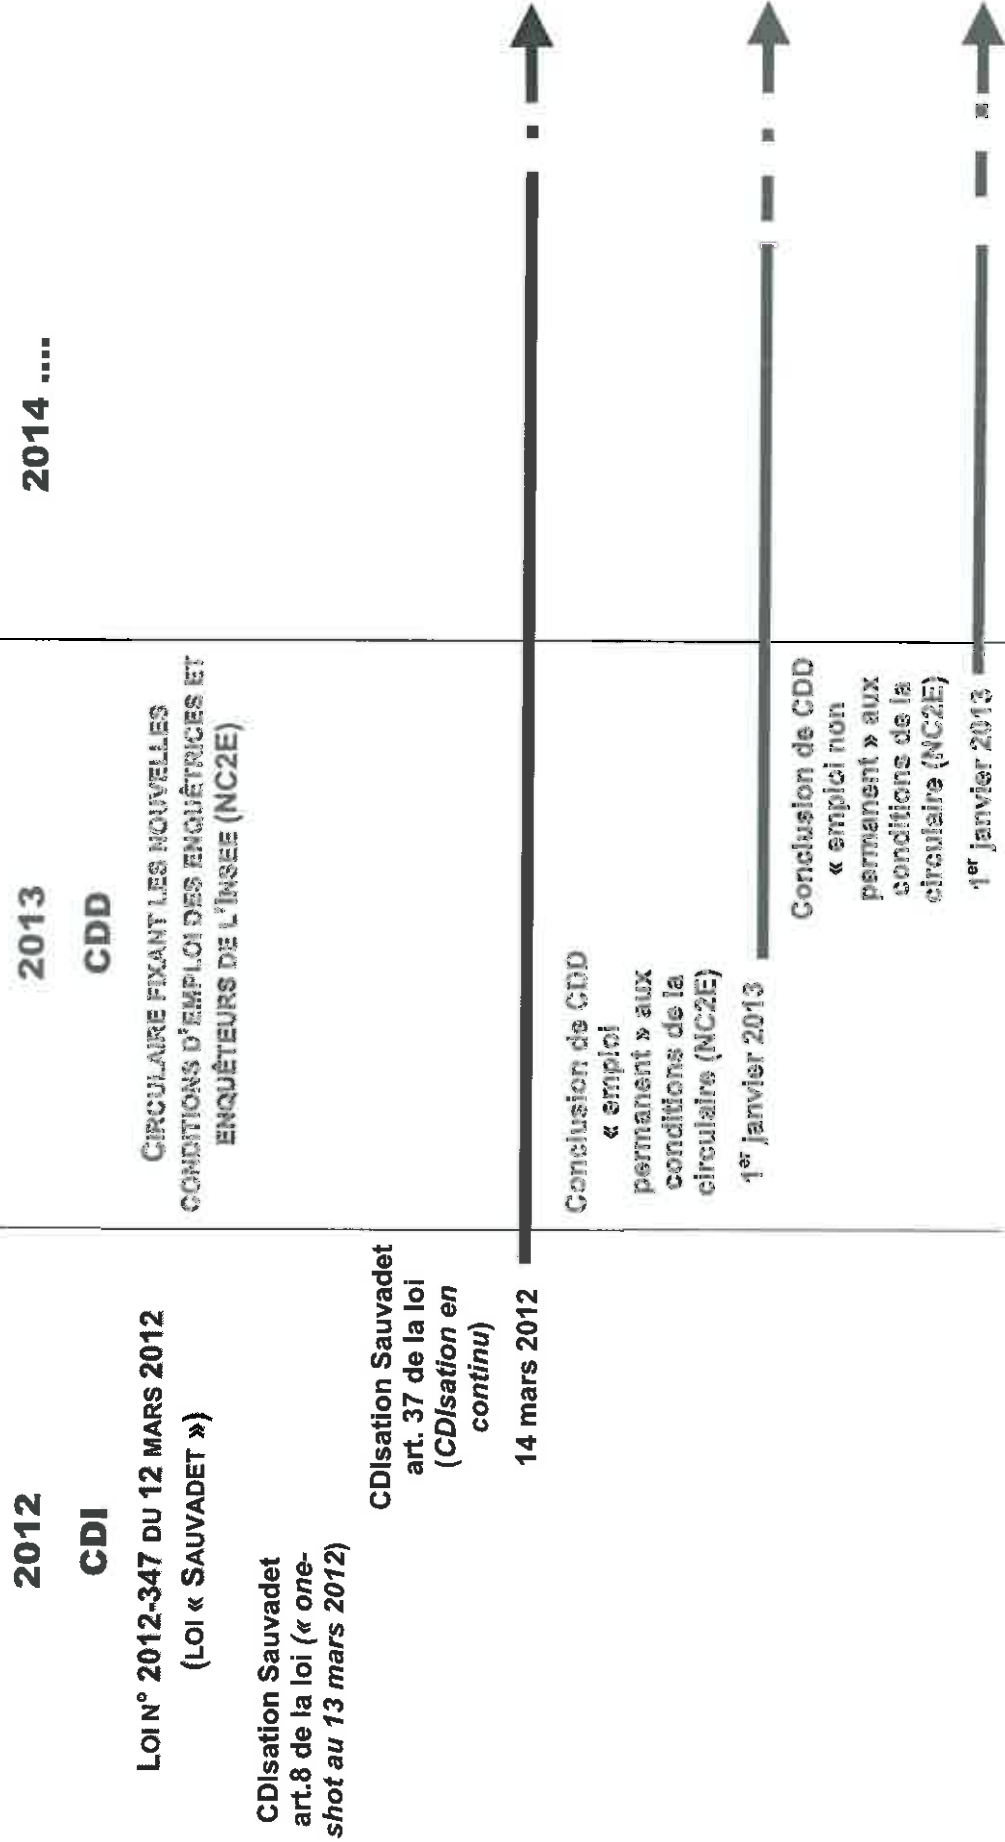 2012
CDI
LOI N° 2012-347 DU 12 MARS 2012
(LOI « SAUVADET »)
CDIsation Sauvadet
art.8 de la loi (« one-
shot au 13 mars 2012)
CDIsation Sauvadet
art. 37 de la loi
(CDIsation en
continu)
14 mars 2012
2013
CDD
CIRCULAIRE FIXANT LES NOUVELLES
CONDITIONS D'EMPLOI DES ENQUÊTRICES ET
ENQUÊTEURS DE L'INSEE (NC2E)
Conclusion de CDD
« emploi
permanent » aux
conditions de la
circulaire (NC2E)
1er janvier 2013
Conclusion de CDD
« emploi non
permanent » aux
conditions de la
circulaire (NC2E)
1er janvier 2013
2014 ....